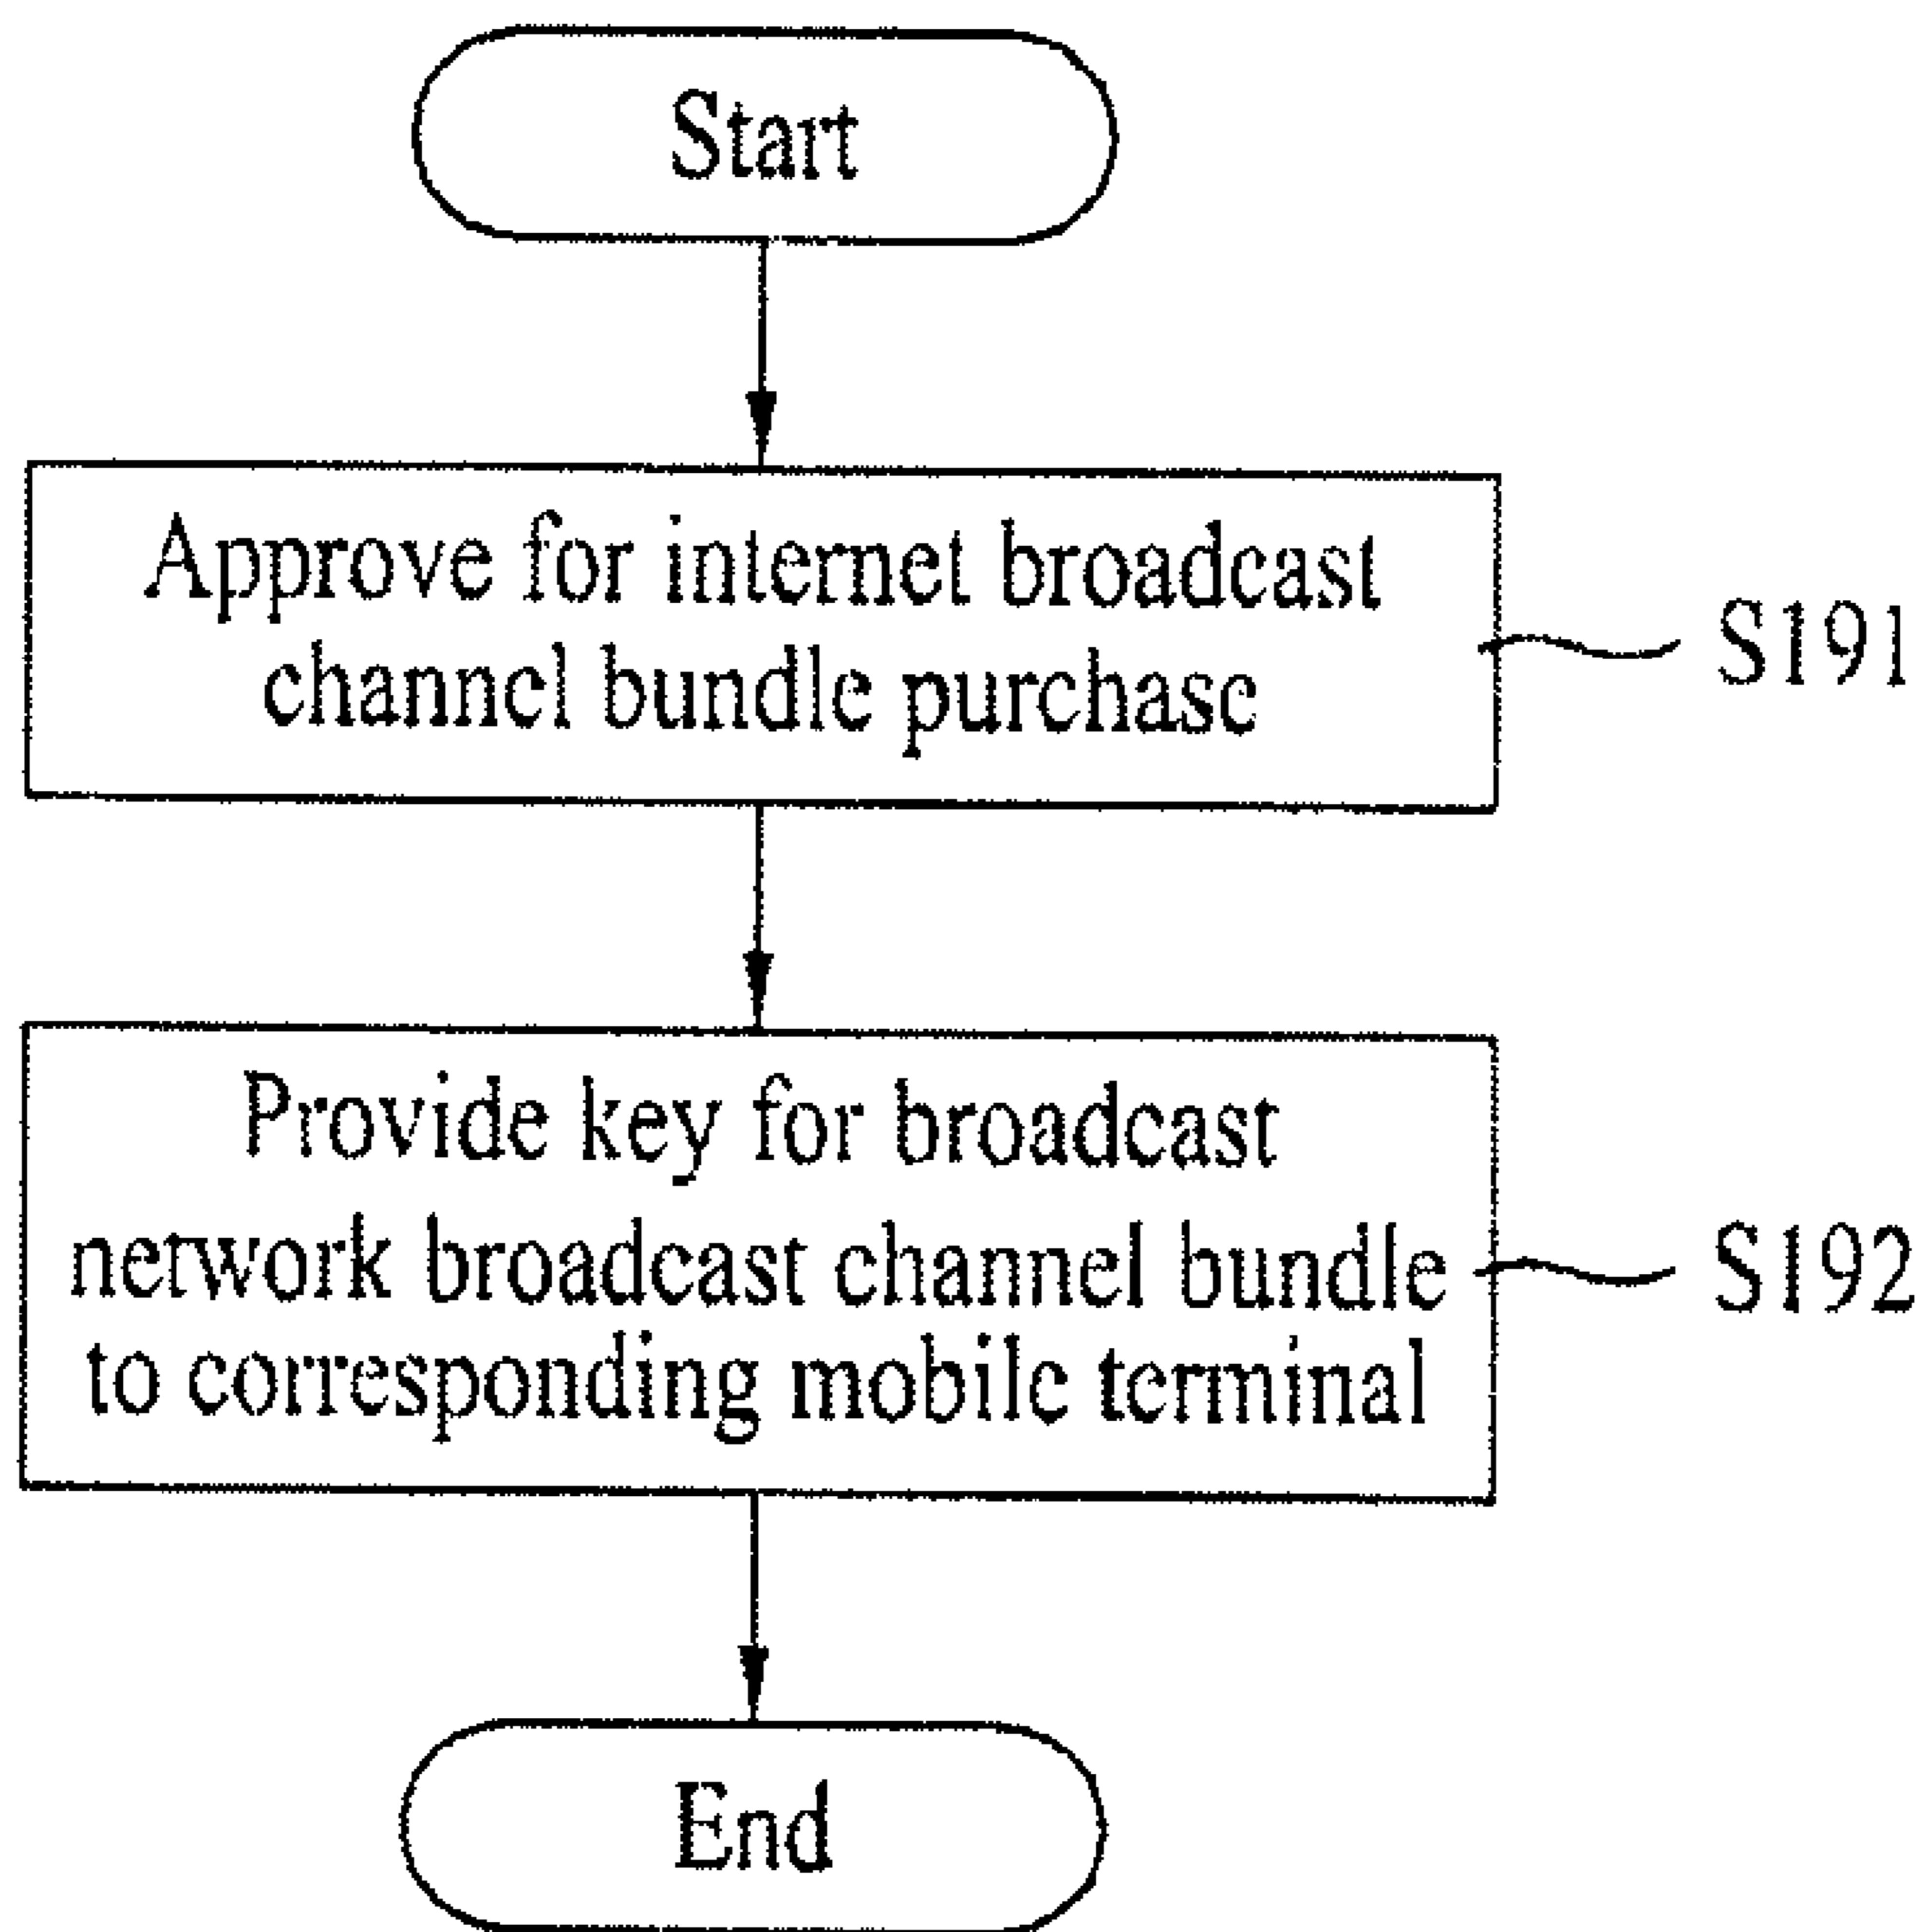 Start
Approve for internet broadcast
channel bundle purchase
S191
Provide key for broadcast
network broadcast channel bundle
to corresponding mobile terminal
S192
End